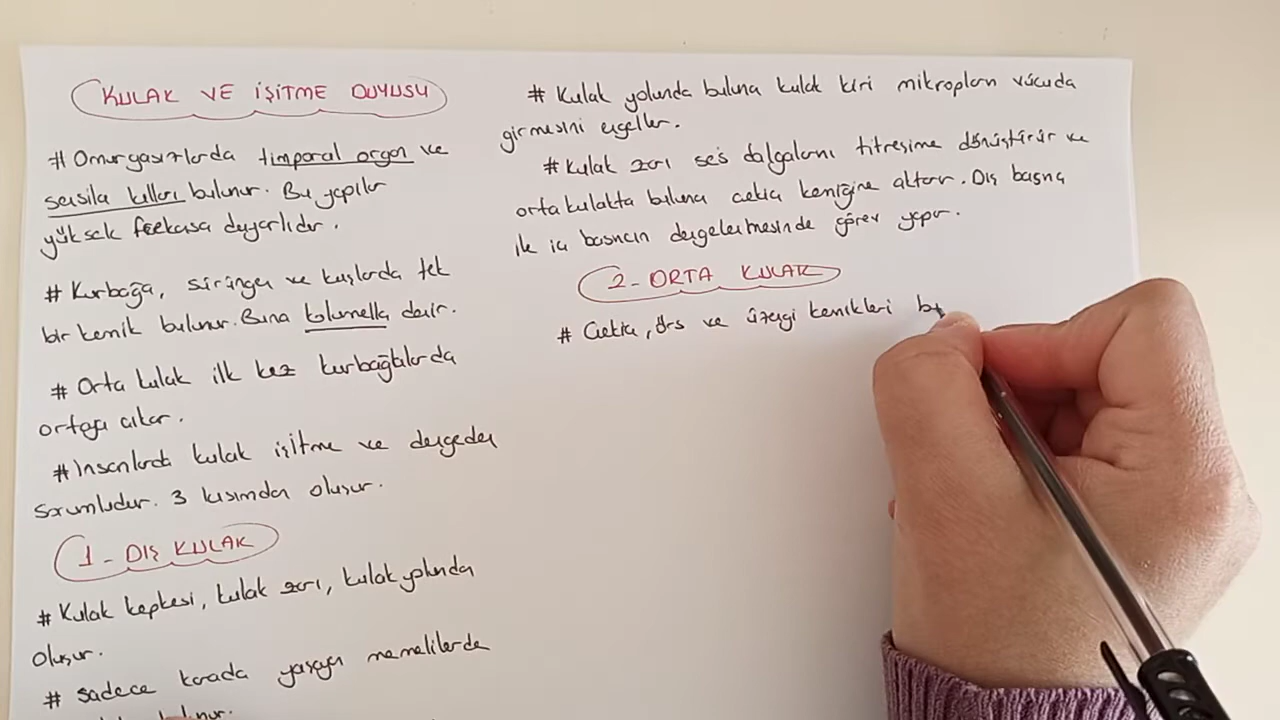 KULAK VE İŞİTME DUYUSU
# Omurgasızlarda timparal organ ve
sensila kılları bulunur. Bu yapılar
yüksek frekansa duyarlıdır.
# Kurbağa, sürüngen ve kuşlarda tek
bir kemik bulunur. Buna kolumella denir.
# Orta kulak ilk kez kurbağalarda
ortaya çıkar.
# İnsanlarda kulak işitme ve dengeden
sorumludur. 3 kısımdan oluşur.
1- DIŞ KULAK
# Kulak kepçesi, kulak zarı, kulak yolundan
oluşur.
# Sadece karada yaşayan memelilerde
# Kulak yolunda buluna kulak kiri mikropların vücuda
girmesini engeller.
# Kulak zarı ses dalgalarını titreşime dönüştürür ve
orta kulakta buluna çekiç kemiğine aktarır. Dış basınç
ile iç basıncın dengelenmesinde görev yapar.
2- ORTA KULAK
# Çekiç, örs ve üzengi kemikleri bu